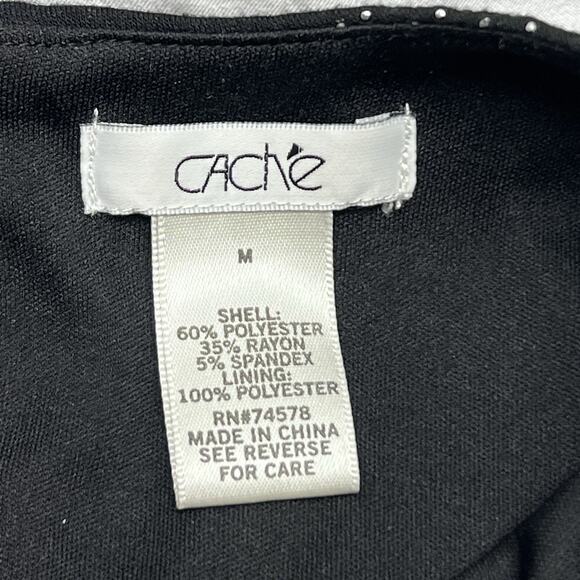 CACHé
M
SHELL:
60% POLYESTER
35% RAYON
5% SPANDEX
LINING:
100% POLYESTER
RN#74578
MADE IN CHINA
SEE REVERSE
FOR CARE